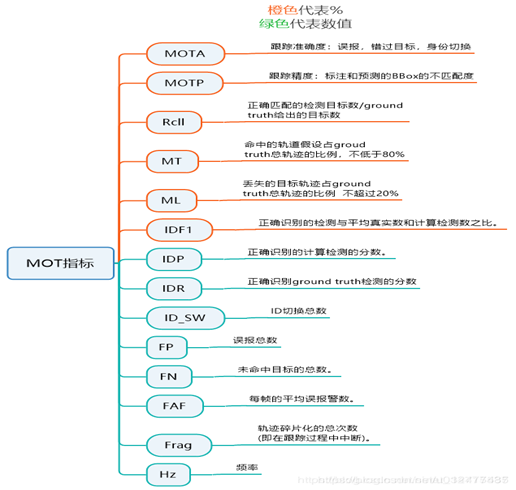 橙色代表%
绿色代表数值
MOT指标
MOTA
跟踪准确度：误报，错过目标，身份切换
MOTP
跟踪精度：标注和预测的BBox的不匹配度
Rcll
正确匹配的检测目标数/ground
truth给出的目标数
MT
命中的轨道假设占groud
truth总轨迹的比例，不低于80%
ML
丢失的目标轨迹占ground
truth总轨迹的比例 不超过20%
IDF1
正确识别的检测与平均真实数和计算检测数之比。
IDP
正确识别的计算检测的分数。
IDR
正确识别ground truth检测的分数
ID_SW
ID切换总数
FP
误报总数
FN
未命中目标的总数。
FAF
每帧的平均误报警数。
Frag
轨迹碎片化的总次数
(即在跟踪过程中中断)。
Hz
频率